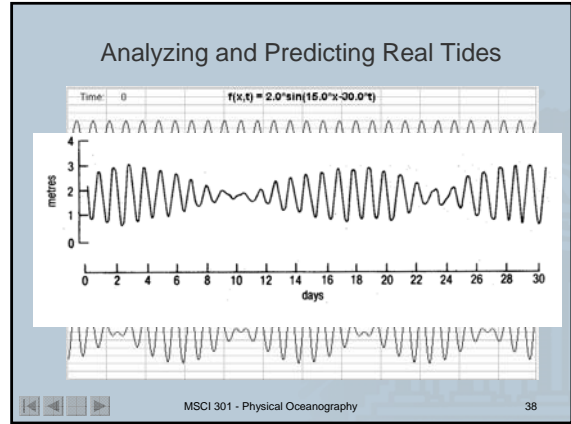 Analyzing and Predicting Real Tides
Time: 0 f(x,t) = 2.0*sin(15.0*x-30.0*t)
4
3
2
1
0
metres
0 2 4 6 8 10 12 14 16 18 20 22 24 26 28 30
days
MSCI 301 - Physical Oceanography 38